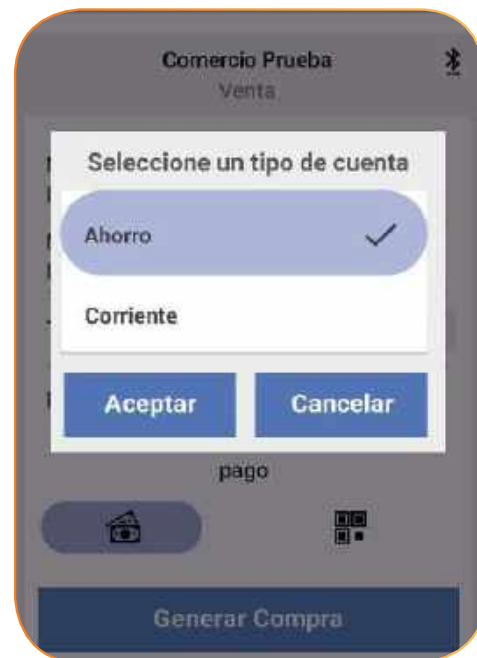 Comercio Prueba
Venta
Seleccione un tipo de cuenta
Ahorro
Corriente
Aceptar
Cancelar
pago
Generar Compra